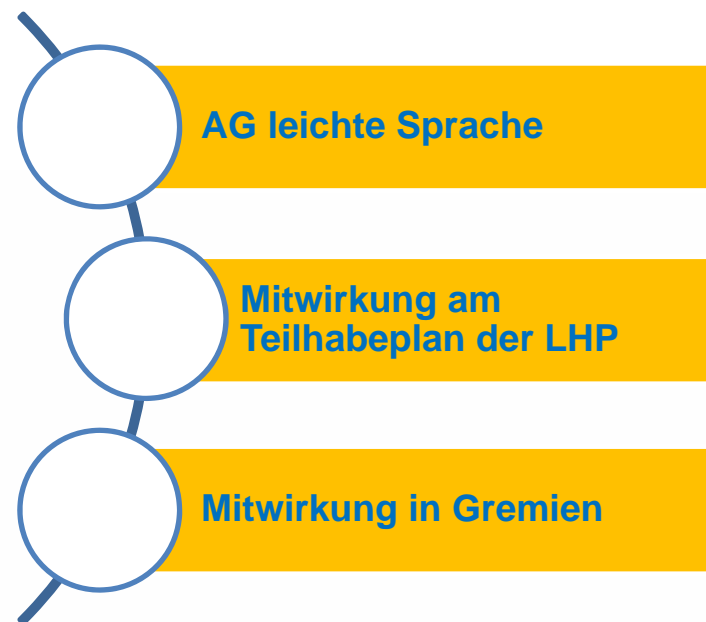 AG leichte Sprache
Mitwirkung am
Teilhabeplan der LHP
Mitwirkung in Gremien